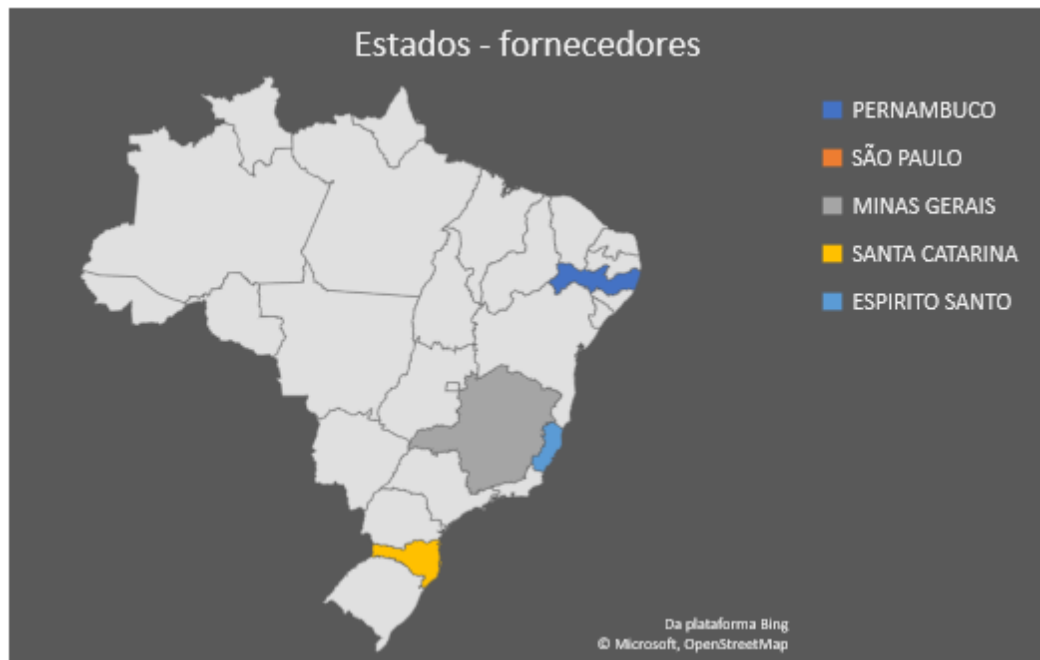 Estados - fornecedores
PERNAMBUCO
SÃO PAULO
MINAS GERAIS
SANTA CATARINA
ESPIRITO SANTO
Da plataforma Bing
© Microsoft, OpenStreetMap